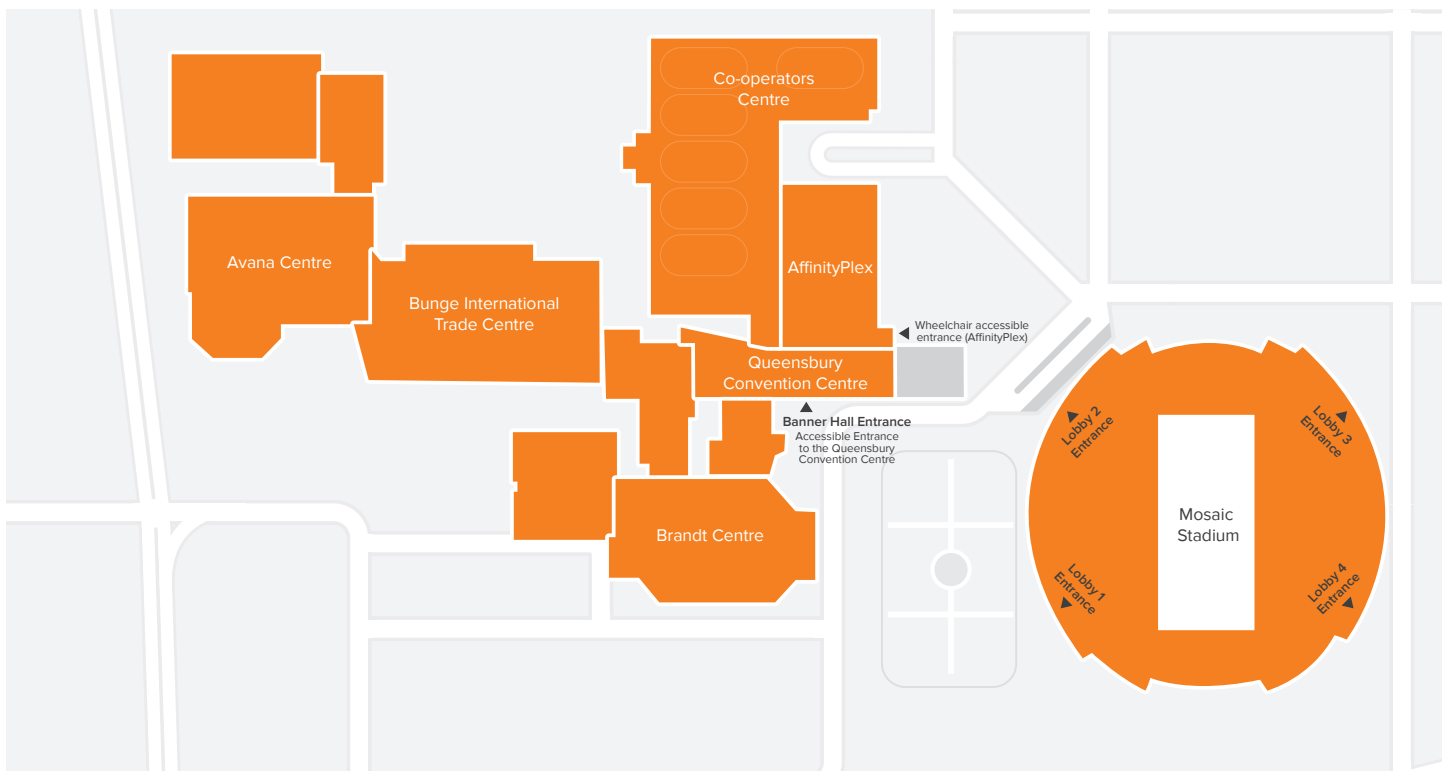 Co-operators
Centre
Avana Centre
AffinityPlex
Bunge International
Trade Centre
Wheelchair accessible
entrance (AffinityPlex)
Queensbury
Convention Centre
Banner Hall Entrance
Accessible Entrance
to the Queensbury
Convention Centre
Lobby 2
Entrance
Lobby 3
Entrance
Mosaic
Stadium
Brandt Centre
Lobby 1
Entrance
Lobby 4
Entrance